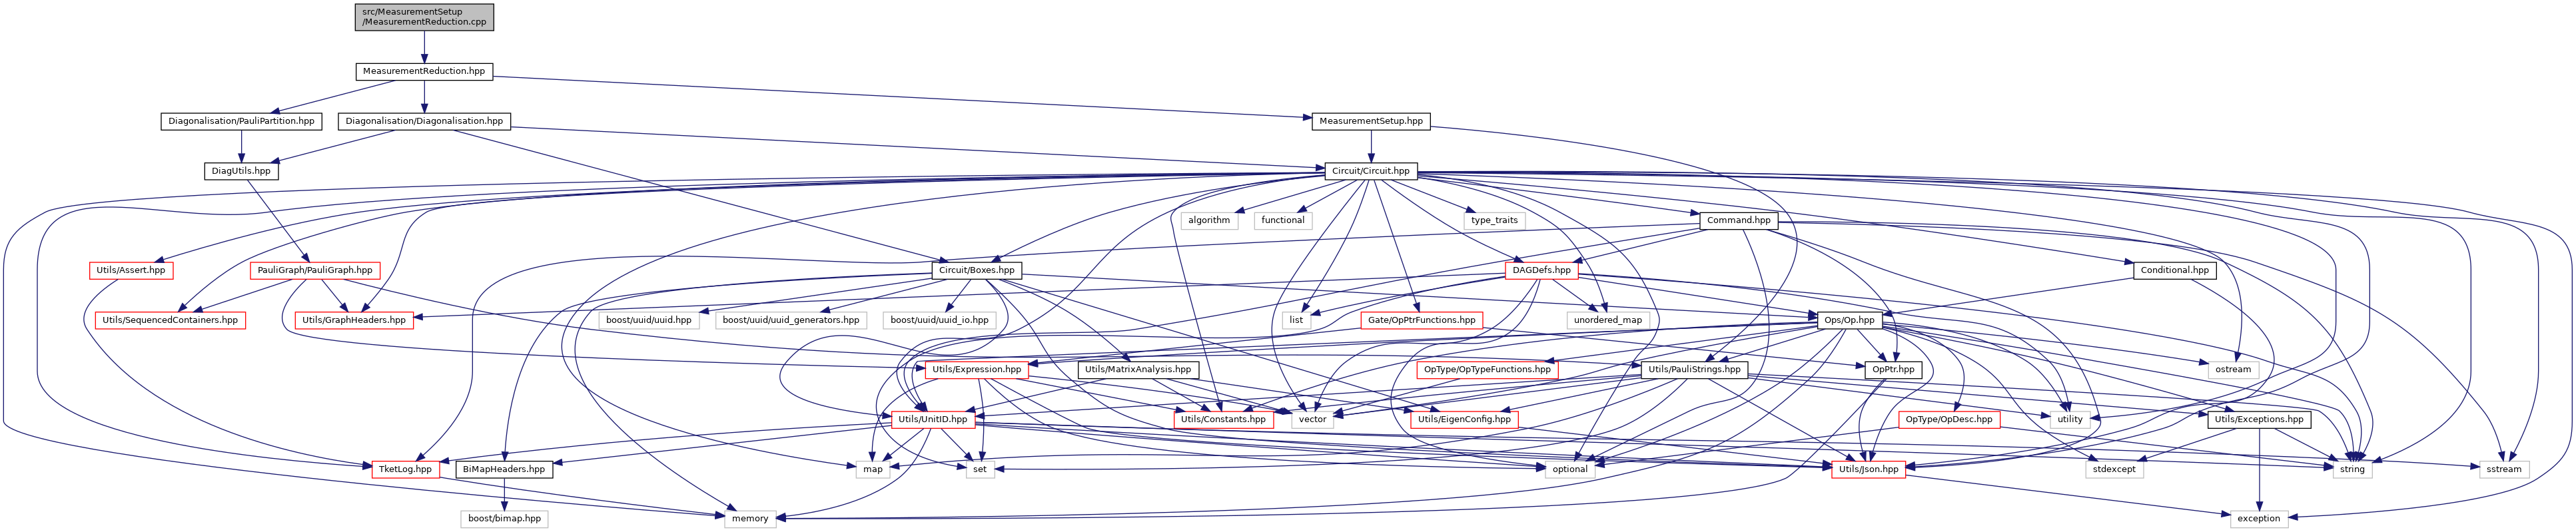 src/MeasurementSetup
/MeasurementReduction.cpp
MeasurementReduction.hpp
Diagonalisation/PauliPartition.hpp
Diagonalisation/Diagonalisation.hpp
MeasurementSetup.hpp
DiagUtils.hpp
Circuit/Circuit.hpp
algorithm
functional
type_traits
Command.hpp
Utils/Assert.hpp
PauliGraph/PauliGraph.hpp
Circuit/Boxes.hpp
DAGDefs.hpp
Conditional.hpp
Utils/SequencedContainers.hpp
Utils/GraphHeaders.hpp
boost/uuid/uuid.hpp
boost/uuid/uuid_generators.hpp
boost/uuid/uuid_io.hpp
list
Gate/OpPtrFunctions.hpp
unordered_map
Ops/Op.hpp
Utils/Expression.hpp
Utils/MatrixAnalysis.hpp
OpType/OpTypeFunctions.hpp
Utils/PauliStrings.hpp
OpPtr.hpp
ostream
Utils/UnitID.hpp
Utils/Constants.hpp
vector
Utils/EigenConfig.hpp
OpType/OpDesc.hpp
utility
Utils/Exceptions.hpp
TketLog.hpp
BiMapHeaders.hpp
map
set
optional
Utils/Json.hpp
stdexcept
string
sstream
boost/bimap.hpp
memory
exception